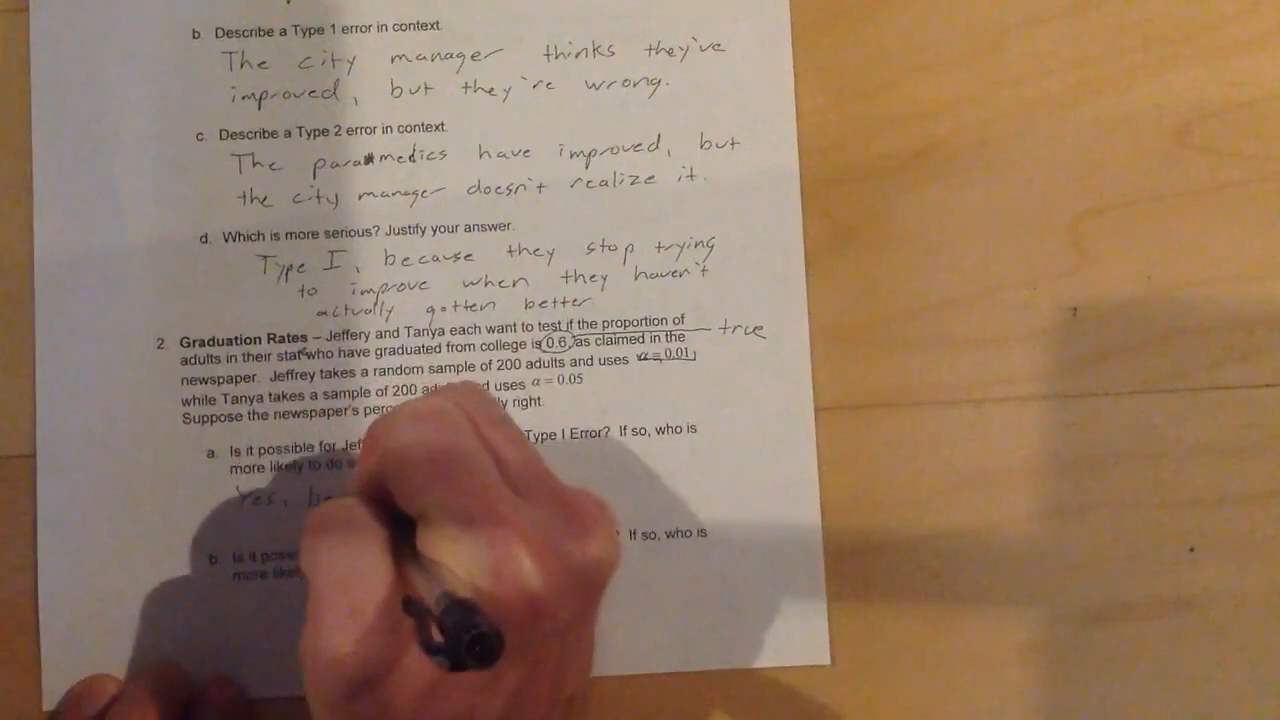 b. Describe a Type 1 error in context.
The city manager thinks they've
improved, but they're wrong.
c. Describe a Type 2 error in context.
The paramedics have improved, but
the city manager doesn't realize it.
d. Which is more serious? Justify your answer.
Type I, because they stop trying
to improve when they haven't
actually gotten better
2. Graduation Rates – Jeffery and Tanya each want to test if the proportion of
adults in their state who have graduated from college is 0.6, as claimed in the true
newspaper. Jeffrey takes a random sample of 200 adults and uses α = 0.01,
while Tanya takes a sample of 200 uses α = 0.05
Suppose the newspaper's right.
a. Is it possible for Type I Error? If so, who is
more likely to do
Yes,
b. Is it If so, who is
more